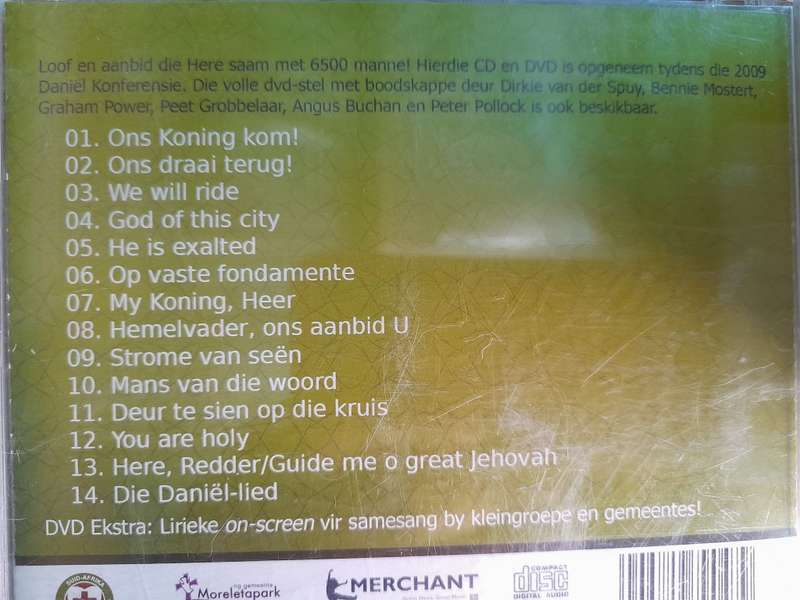 Loof en aanbid die Here saam met 6500 manne! Hierdie CD en DVD is opgeneem tydens die 2009
Daniël Konferensie. Die volle dvd-stel met boodskappe deur Dirkie van der Spuy, Bennie Mostert,
Graham Power, Peet Grobbelaar, Angus Buchan en Peter Pollock is ook beskikbaar.
01. Ons Koning kom!
02. Ons draai terug!
03. We will ride
04. God of this city
05. He is exalted
06. Op vaste fondamente
07. My Koning, Heer
08. Hemelvader, ons aanbid U
09. Strome van seën
10. Mans van die woord
11. Deur te sien op die kruis
12. You are holy
13. Here, Redder/Guide me o great Jehovah
14. Die Daniël-lied
DVD Ekstra: Lirieke on-screen vir samesang by kleingroepe en gemeentes!
SUID-AFRIKA
ng gemeente
Moreletapark
MERCHANT
COMPACT
disc
DIGITAL AUDIO